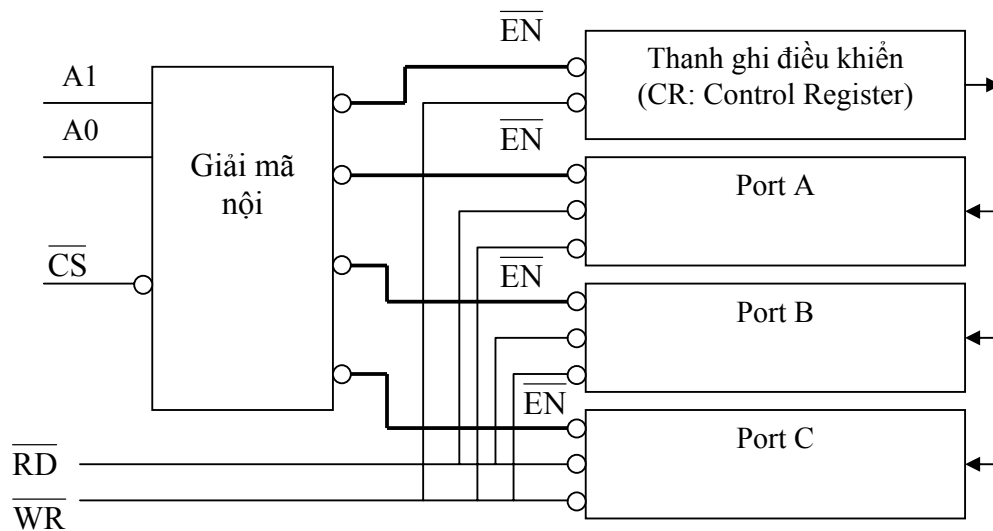 EN
Thanh ghi điều khiển
(CR: Control Register)
A1
A0
EN
Giải mã
nội
Port A
CS
EN
Port B
EN
Port C
RD
WR